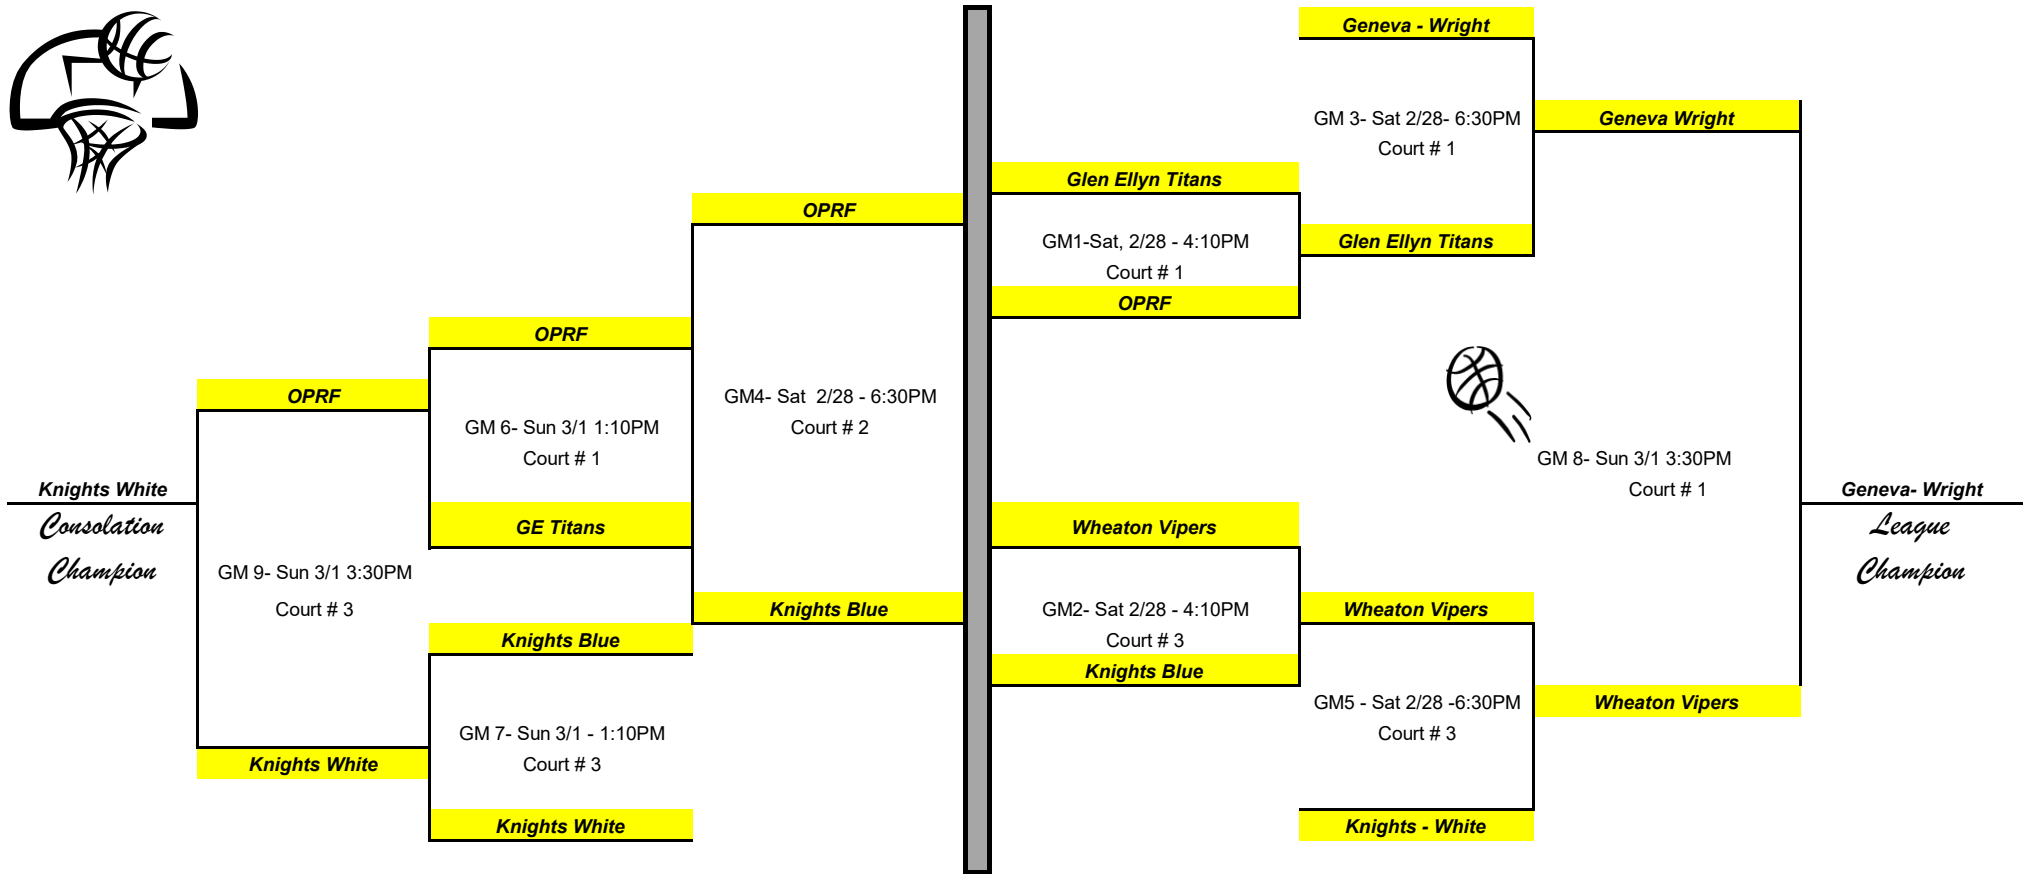 Geneva - Wright
GM 3- Sat 2/28- 6:30PM
Court # 1
Geneva Wright
Glen Ellyn Titans
OPRF
GM1-Sat, 2/28 - 4:10PM
Court # 1
Glen Ellyn Titans
OPRF
OPRF
OPRF
GM4- Sat  2/28 - 6:30PM
Court # 2
GM 6- Sun 3/1 1:10PM
Court # 1
GM 8- Sun 3/1 3:30PM
Court # 1
Knights White
Consolation
Champion
Geneva- Wright
League
Champion
GE Titans
Wheaton Vipers
GM 9- Sun 3/1 3:30PM
Court # 3
Knights Blue
GM2- Sat 2/28 - 4:10PM
Court # 3
Wheaton Vipers
Knights Blue
Knights Blue
GM5 - Sat 2/28 -6:30PM
Court # 3
Wheaton Vipers
GM 7- Sun 3/1 - 1:10PM
Court # 3
Knights White
Knights White
Knights - White